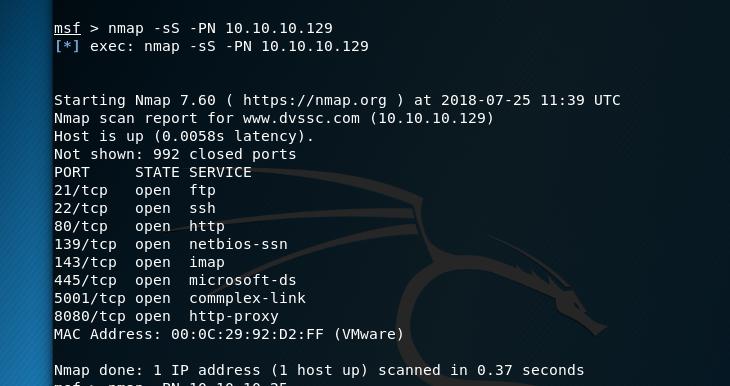 msf > nmap -sS -PN 10.10.10.129
[*] exec: nmap -sS -PN 10.10.10.129
Starting Nmap 7.60 ( https://nmap.org ) at 2018-07-25 11:39 UTC
Nmap scan report for www.dvssc.com (10.10.10.129)
Host is up (0.0058s latency).
Not shown: 992 closed ports
PORT     STATE SERVICE
21/tcp   open  ftp
22/tcp   open  ssh
80/tcp   open  http
139/tcp  open  netbios-ssn
143/tcp  open  imap
445/tcp  open  microsoft-ds
5001/tcp open  commplex-link
8080/tcp open  http-proxy
MAC Address: 00:0C:29:92:D2:FF (VMware)
Nmap done: 1 IP address (1 host up) scanned in 0.37 seconds